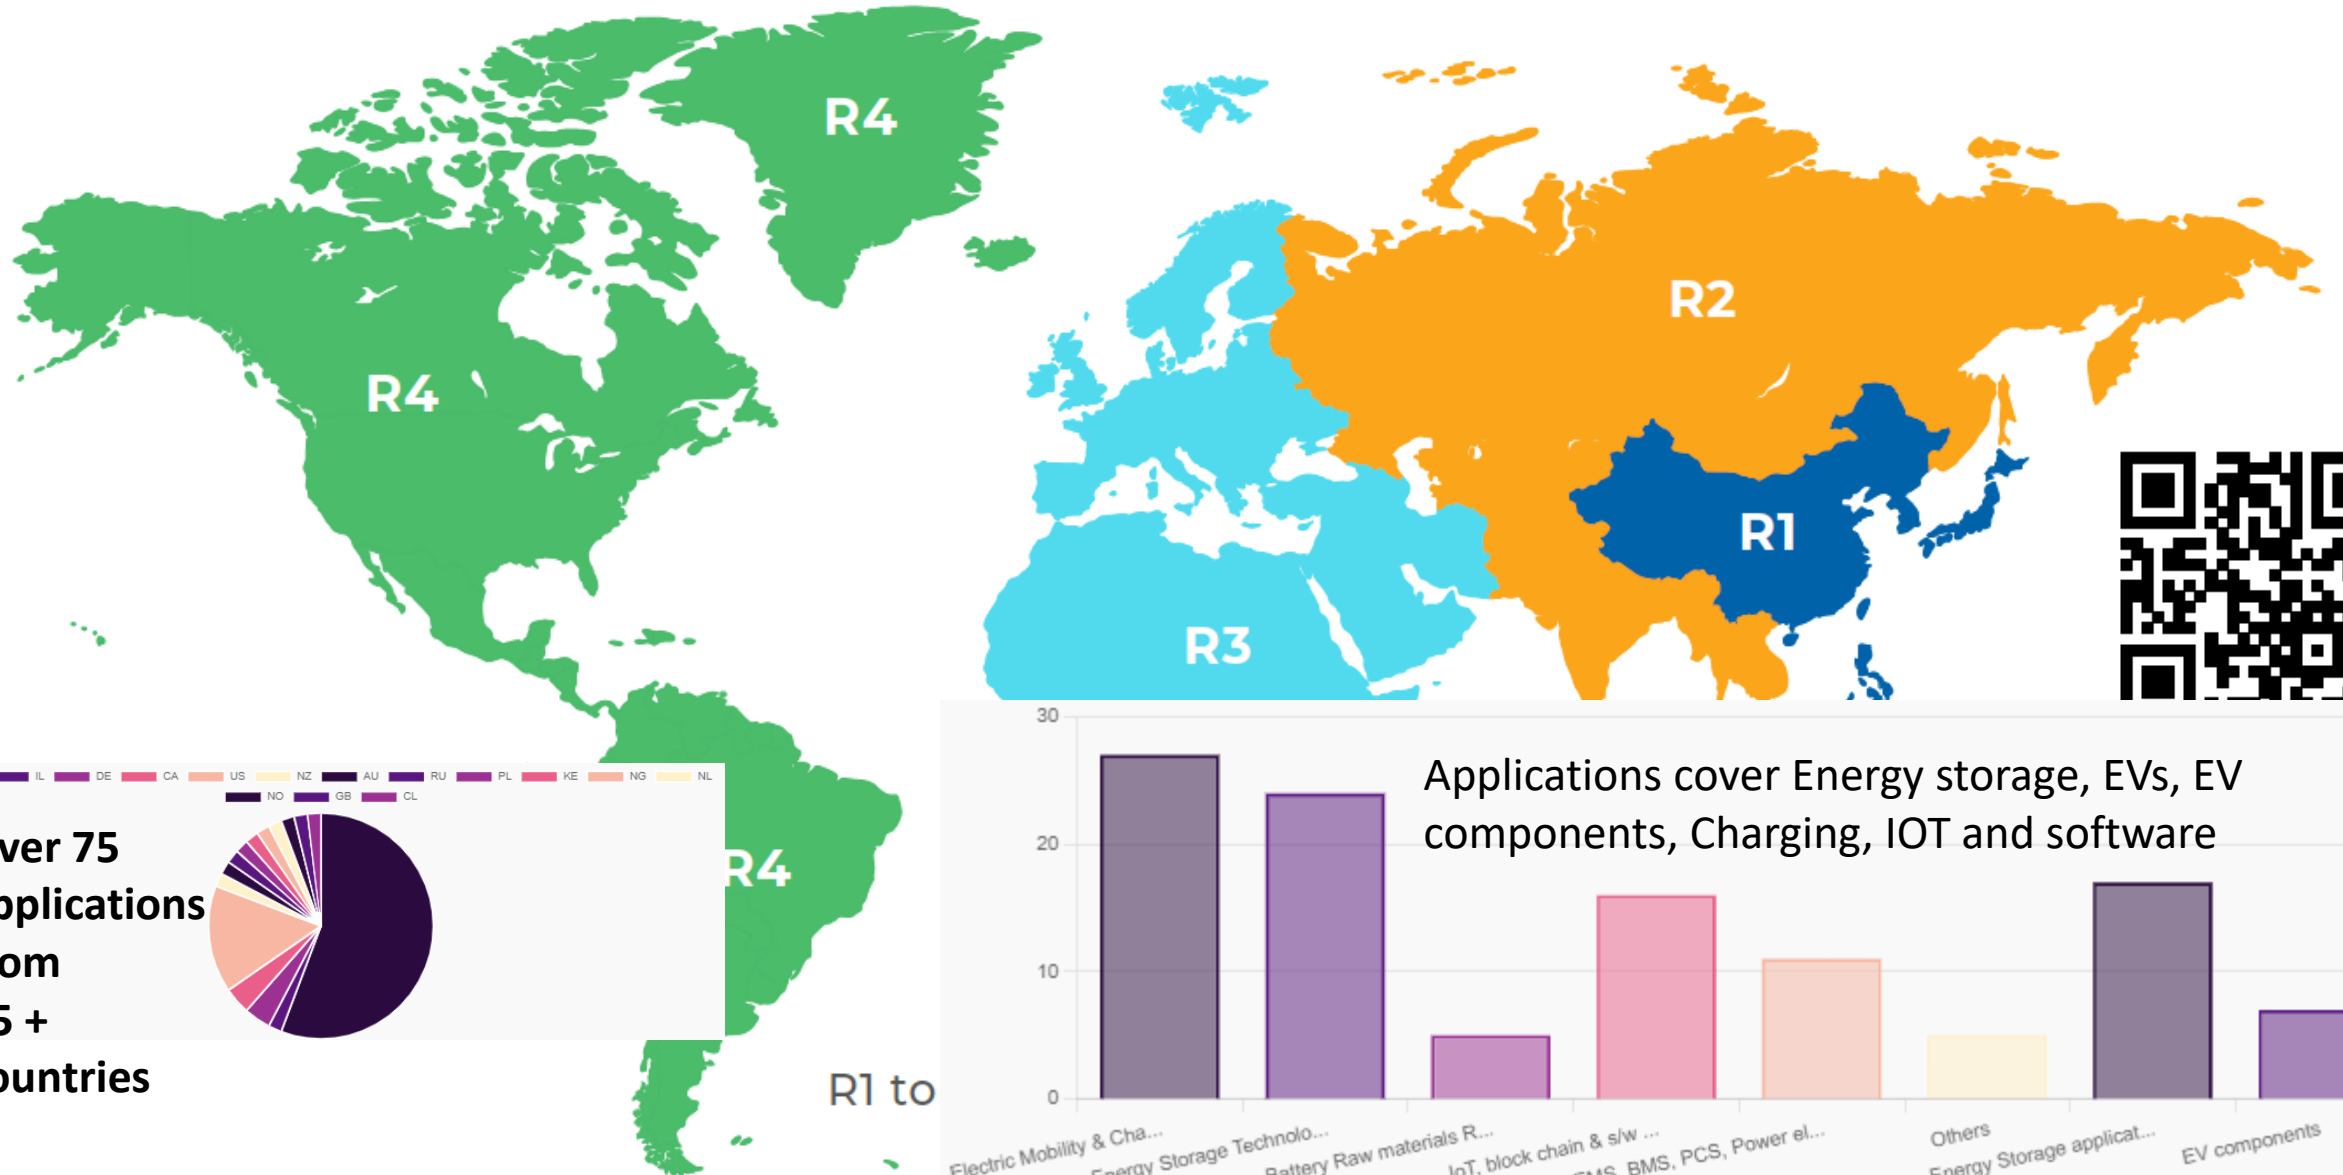 R4
R4
R2
R1
R3
R4
IL DE CA US NZ AU RU PL KE NG NL
NO GB CL
ver 75
pplications
om
5 +
ountries
R1 to
30
20
10
0
Applications cover Energy storage, EVs, EV
components, Charging, IOT and software
Electric Mobility & Cha...
Energy Storage Technolo...
Battery Raw materials R...
IoT, block chain & s/w ...
EMS, BMS, PCS, Power el...
Others
Energy Storage applicat...
EV components